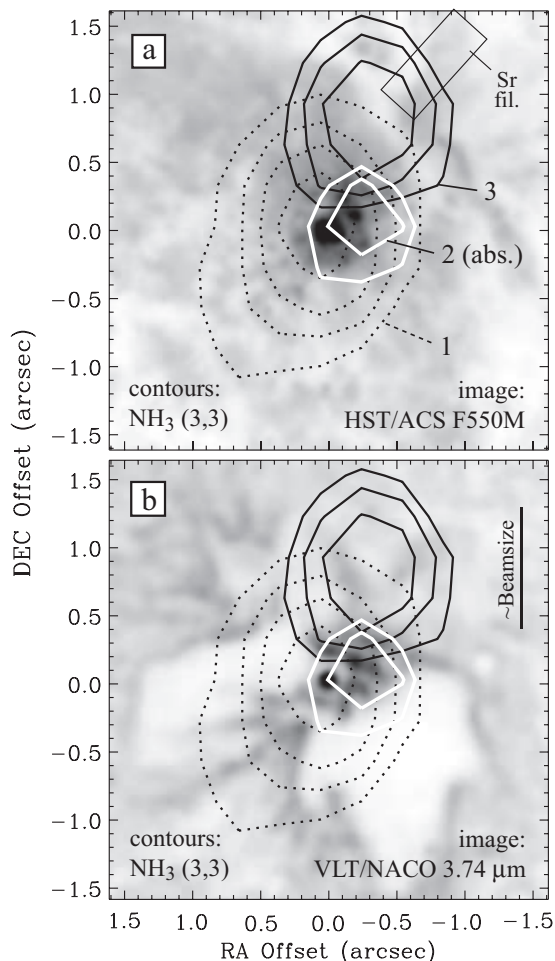 a
1.5
1.0
0.5
0.0
−0.5
−1.0
−1.5
Sr
fil.
3
2 (abs.)
1
contours:
NH₃ (3,3)
image:
HST/ACS F550M
DEC Offset (arcsec)
b
1.5
1.0
0.5
0.0
−0.5
−1.0
−1.5
~Beamsize
contours:
NH₃ (3,3)
image:
VLT/NACO 3.74 μm
1.5 1.0 0.5 0.0 −0.5 −1.0 −1.5
RA Offset (arcsec)